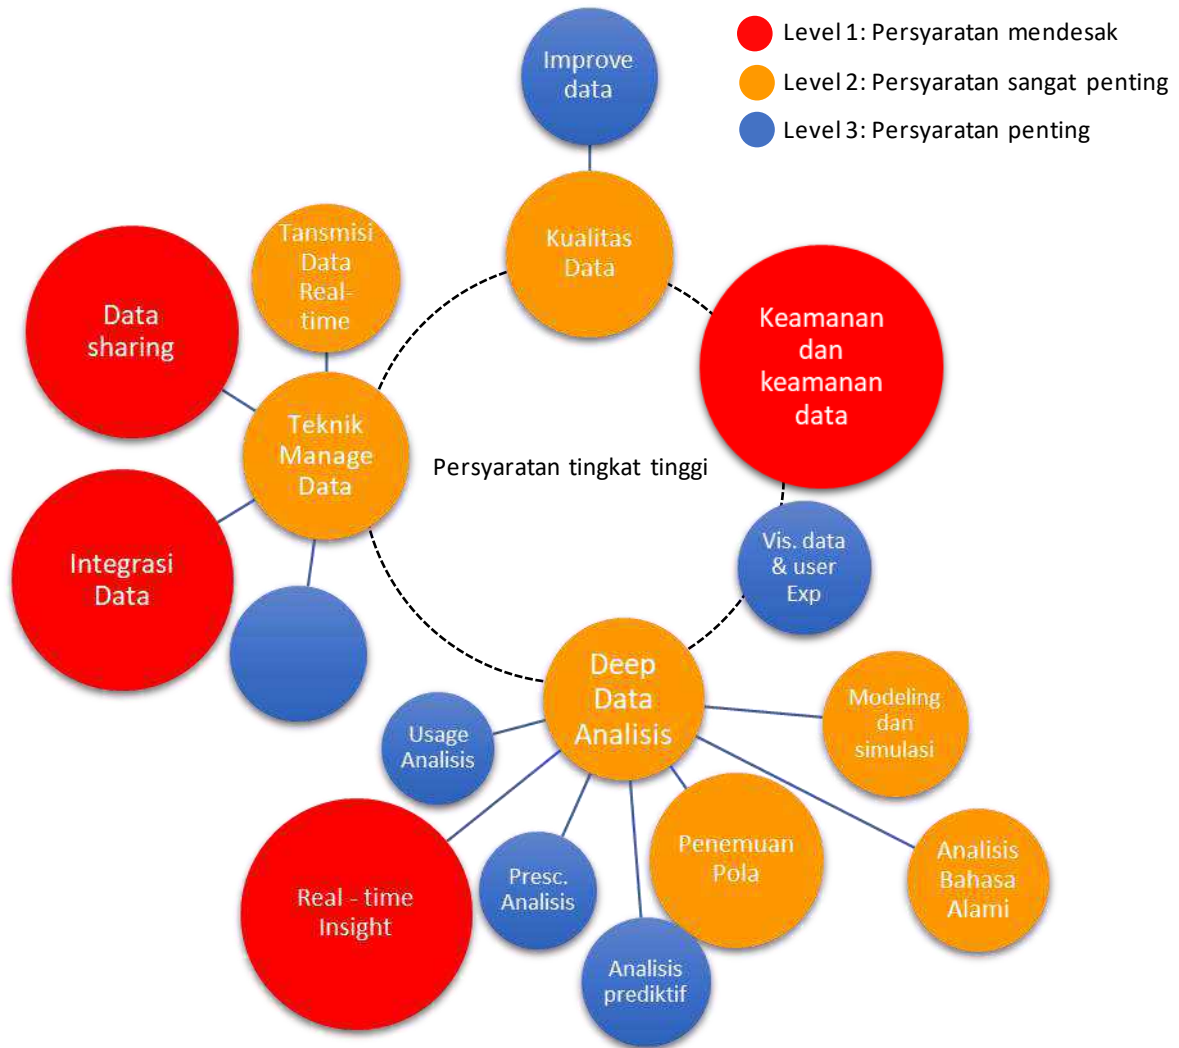 Level 1: Persyaratan mendesak
Level 2: Persyaratan sangat penting
Level 3: Persyaratan penting
Improve
data
Kualitas
Data
Tansmisi
Data
Real-
time
Data
sharing
Keamanan
dan
keamanan
data
Teknik
Manage
Data
Persyaratan tingkat tinggi
Integrasi
Data
Vis. data
& user
Exp
Deep
Data
Analisis
Modeling
dan
simulasi
Usage
Analisis
Penemuan
Pola
Analisis
Bahasa
Alami
Presc.
Analisis
Real - time
Insight
Analisis
prediktif